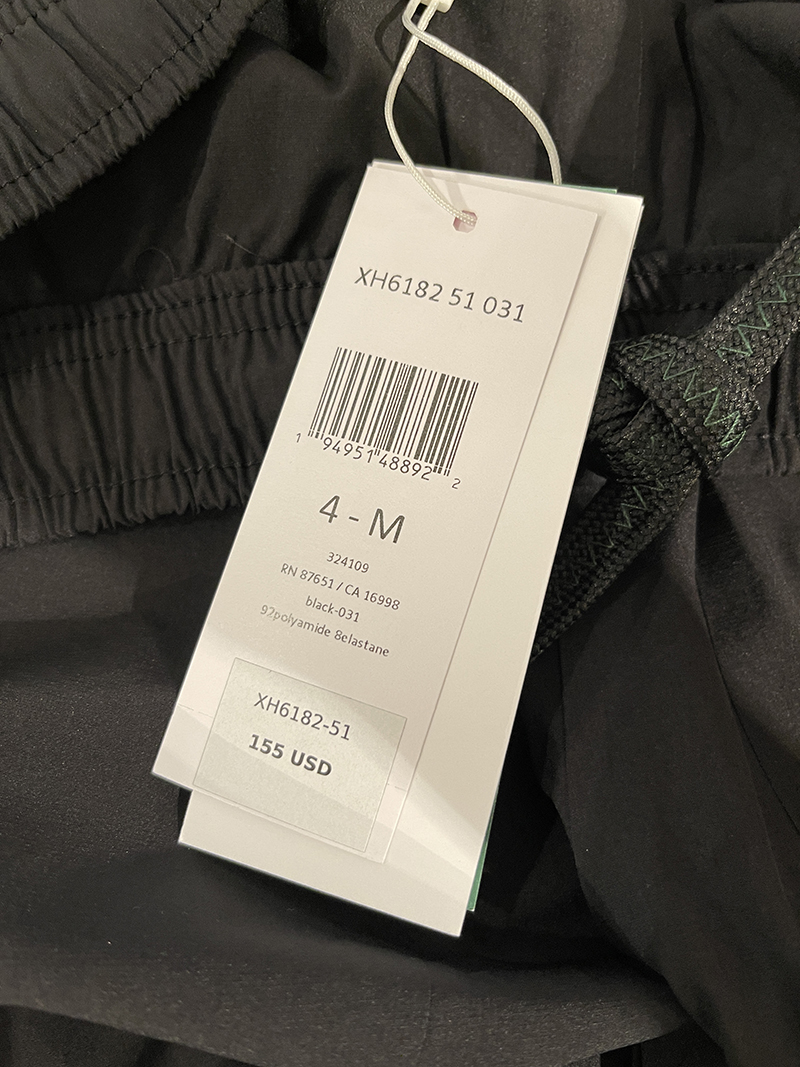 XH6182 51 031
1 94951 48892 2
4 - M
324109
RN 87651 / CA 16998
black-031
92polyamide 8elastane
XH6182-51
155 USD